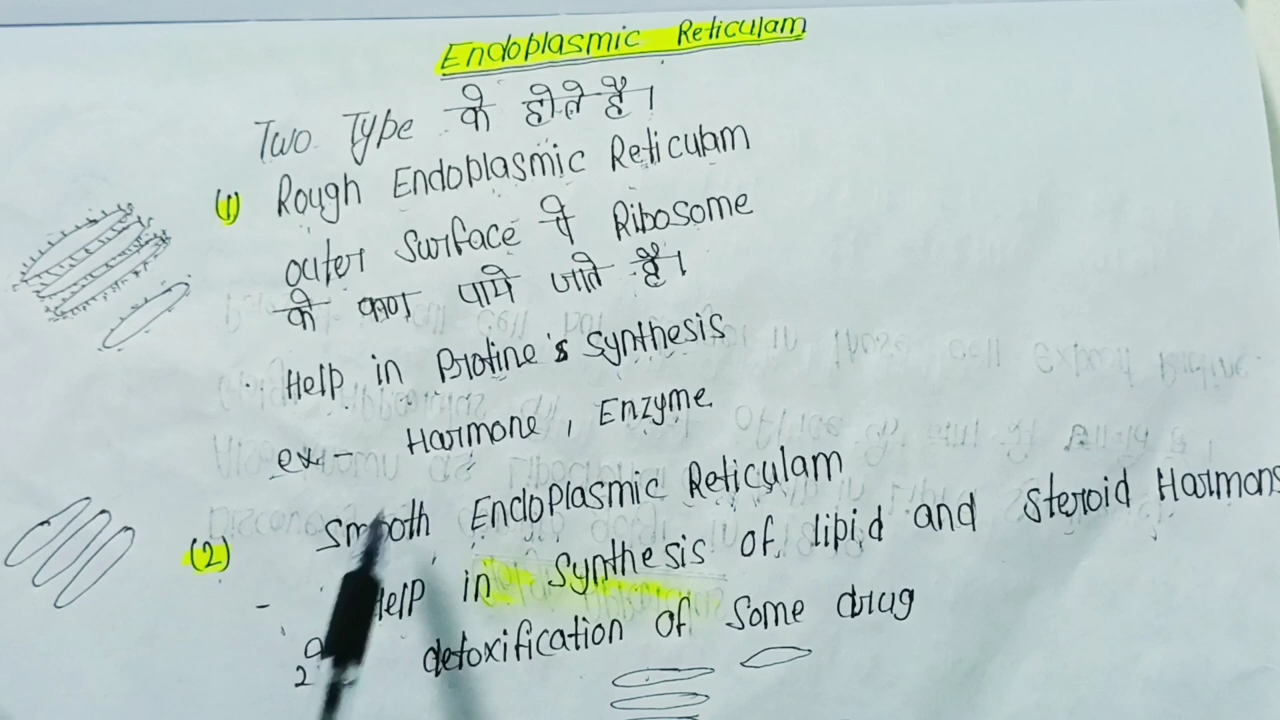 Endoplasmic Reticulam
Two Type के होते है।
(1) Rough Endoplasmic Reticulam
outer surface पे Ribosome
के कण पाये जाते है।
Help in Protine's Synthesis
ex- Harmone, Enzyme
(2) Smooth Endoplasmic Reticulam
- Help in Synthesis of lipid and Steroid Harmons
detoxification of Some drug